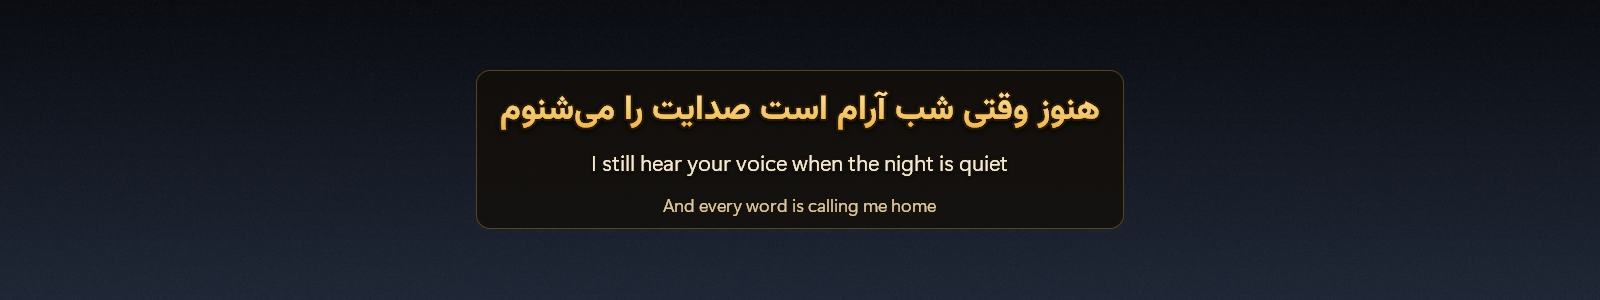 هنوز وقتی شب آرام است صدایت را می‌شنوم
I still hear your voice when the night is quiet
And every word is calling me home